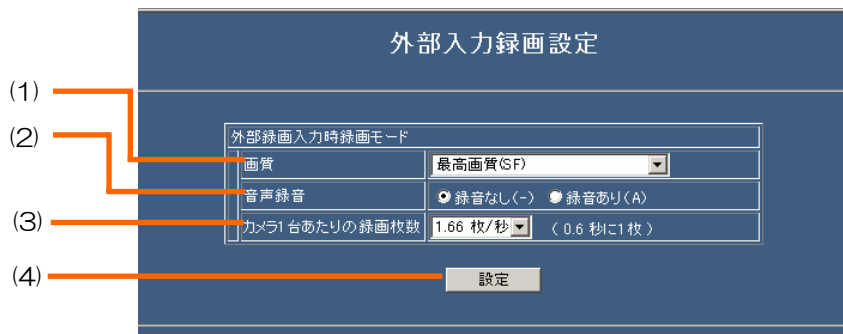 外部入力録画設定
外部録画入力時録画モード
(1) 画質 最高画質(SF)
(2) 音声録音 録音なし(-) 録音あり(A)
(3) カメラ1台あたりの録画枚数 1.66 枚/秒 (0.6 秒に1枚)
(4) 設定